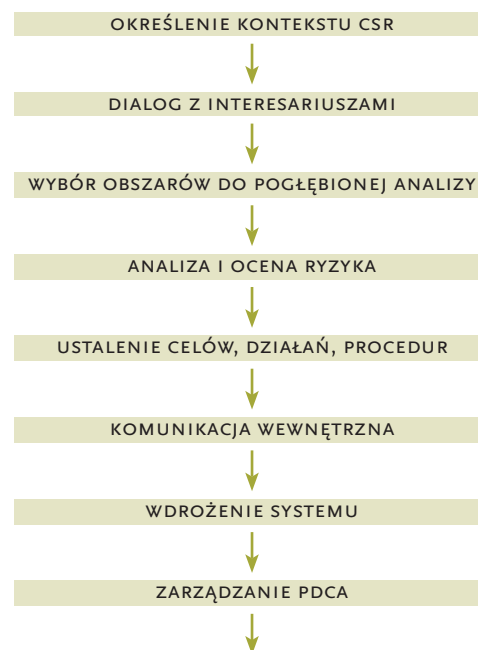 OKREŚLENIE KONTEKSTU CSR
DIALOG Z INTERESARIUSZAMI
WYBÓR OBSZARÓW DO POGŁĘBIONEJ ANALIZY
ANALIZA I OCENA RYZYKA
USTALENIE CELÓW, DZIAŁAŃ, PROCEDUR
KOMUNIKACJA WEWNĘTRZNA
WDROŻENIE SYSTEMU
ZARZĄDZANIE PDCA